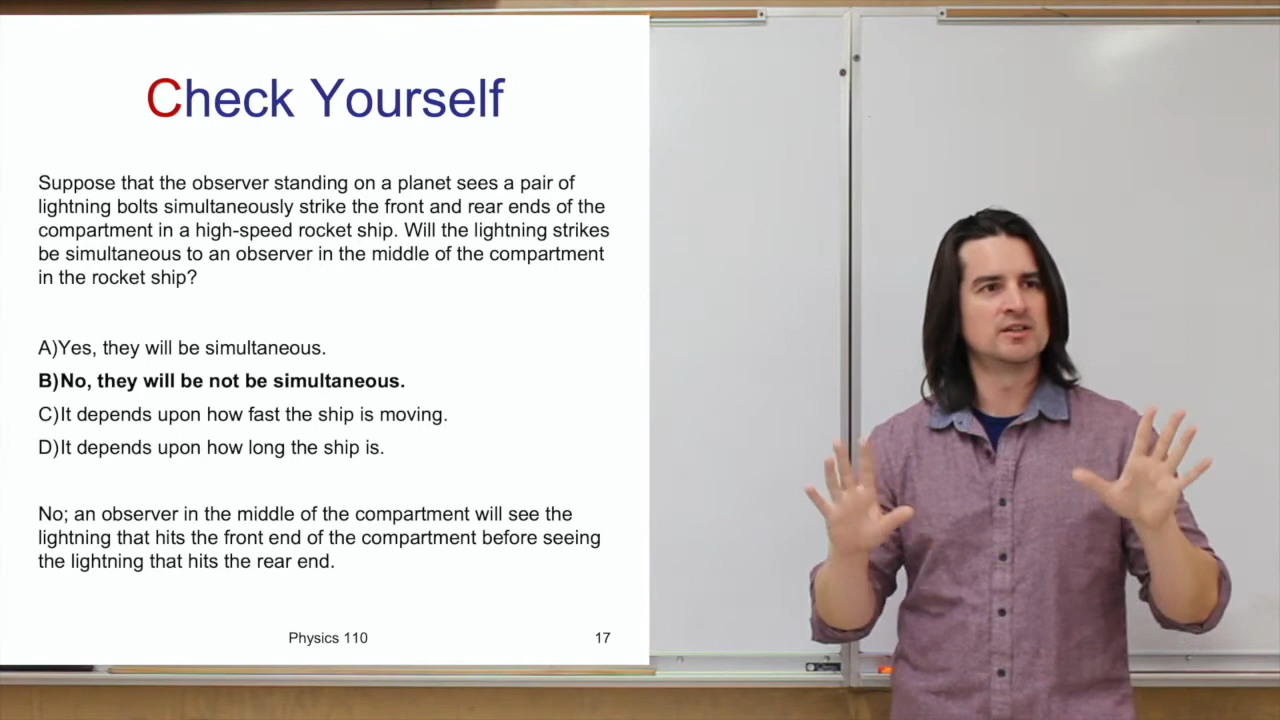 Check Yourself
Suppose that the observer standing on a planet sees a pair of
lightning bolts simultaneously strike the front and rear ends of the
compartment in a high-speed rocket ship. Will the lightning strikes
be simultaneous to an observer in the middle of the compartment
in the rocket ship?
A)Yes, they will be simultaneous.
B)No, they will be not be simultaneous.
C)It depends upon how fast the ship is moving.
D)It depends upon how long the ship is.
No; an observer in the middle of the compartment will see the
lightning that hits the front end of the compartment before seeing
the lightning that hits the rear end.
Physics 110
17